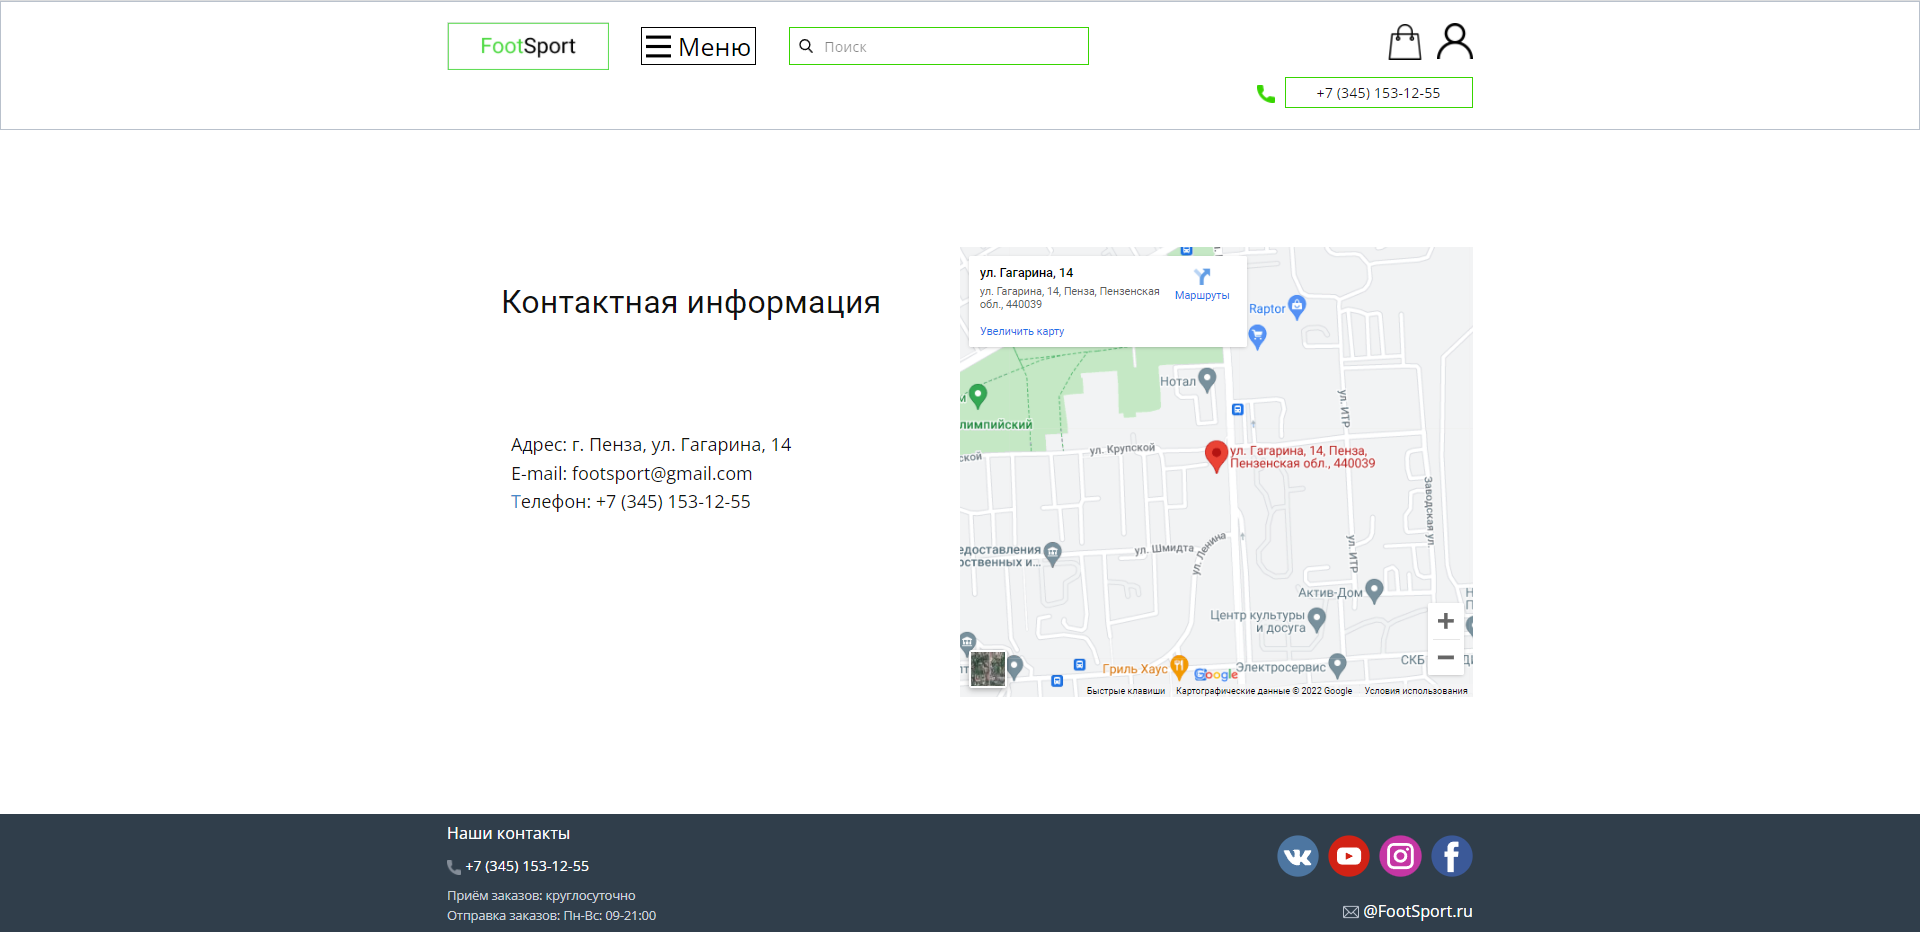 FootSport
Меню
Поиск
+7 (345) 153-12-55
Контактная информация
Адрес: г. Пенза, ул. Гагарина, 14
E-mail: footsport@gmail.com
Телефон: +7 (345) 153-12-55
ул. Гагарина, 14
ул. Гагарина, 14, Пенза, Пензенская
обл., 440039
Маршруты
Увеличить карту
Raptor
Нотал
ул. ИТР
лимпийский
ул. Крупской
ской
ул. Гагарина, 14, Пенза,
Пензенская обл., 440039
Заводская ул.
едоставления
рственных и...
ул. Шмидта
ул. Ленина
ул. ИТР
Актив-Дом
Центр культуры
и досуга
Гриль Хаус
Google
Электросервис
СКБ
Быстрые клавиши
Картографические данные © 2022 Google
Условия использования
Наши контакты
+7 (345) 153-12-55
Приём заказов: круглосуточно
Отправка заказов: Пн-Вс: 09-21:00
@FootSport.ru